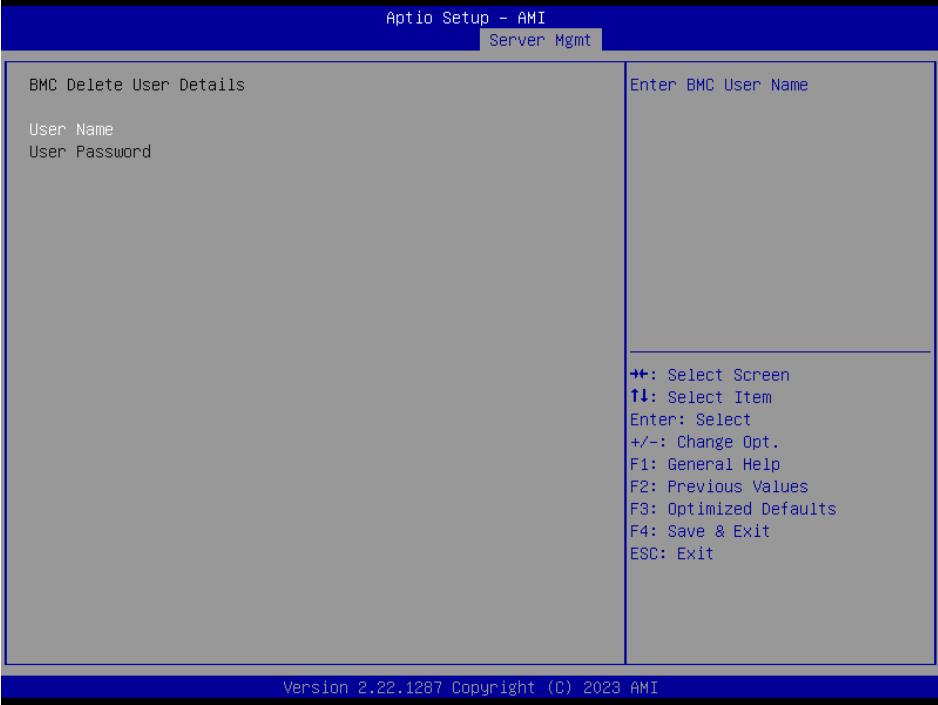 Aptio Setup – AMI
Server Mgmt
BMC Delete User Details
User Name
User Password
Enter BMC User Name
→←: Select Screen
↑↓: Select Item
Enter: Select
+/-: Change Opt.
F1: General Help
F2: Previous Values
F3: Optimized Defaults
F4: Save & Exit
ESC: Exit
Version 2.22.1287 Copyright (C) 2023 AMI